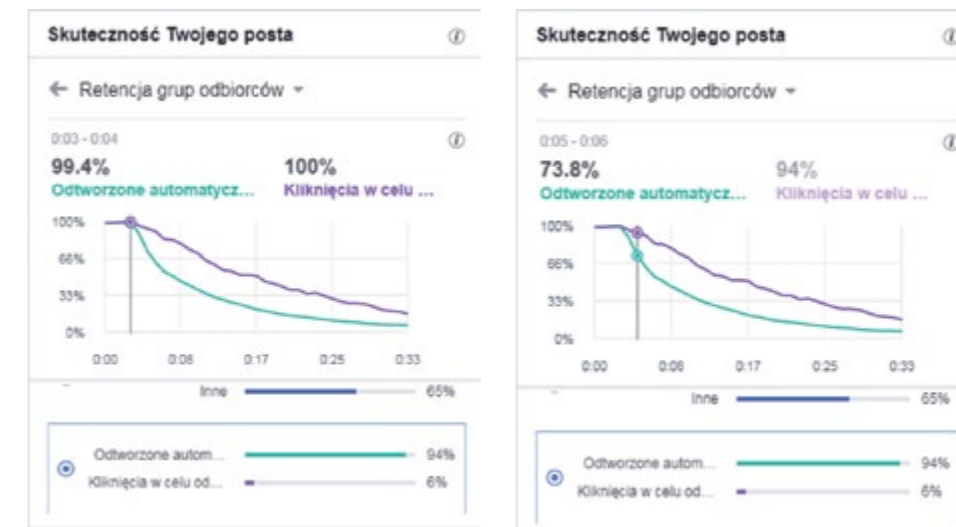 Skuteczność Twojego posta
← Retencja grup odbiorców
0:03 - 0:04
99.4% 100%
Odtworzone automatycz... Kliknięcia w celu ...
100%
66%
33%
0%
0:00 0:08 0:17 0:25 0:33
Inne 65%
Odtworzone autom... 94%
Kliknięcia w celu od... 6%
Skuteczność Twojego posta
← Retencja grup odbiorców
0:05 - 0:06
73.8% 94%
Odtworzone automatycz... Kliknięcia w celu ...
100%
66%
33%
0%
0:00 0:08 0:17 0:25 0:33
Inne 65%
Odtworzone autom... 94%
Kliknięcia w celu od... 6%